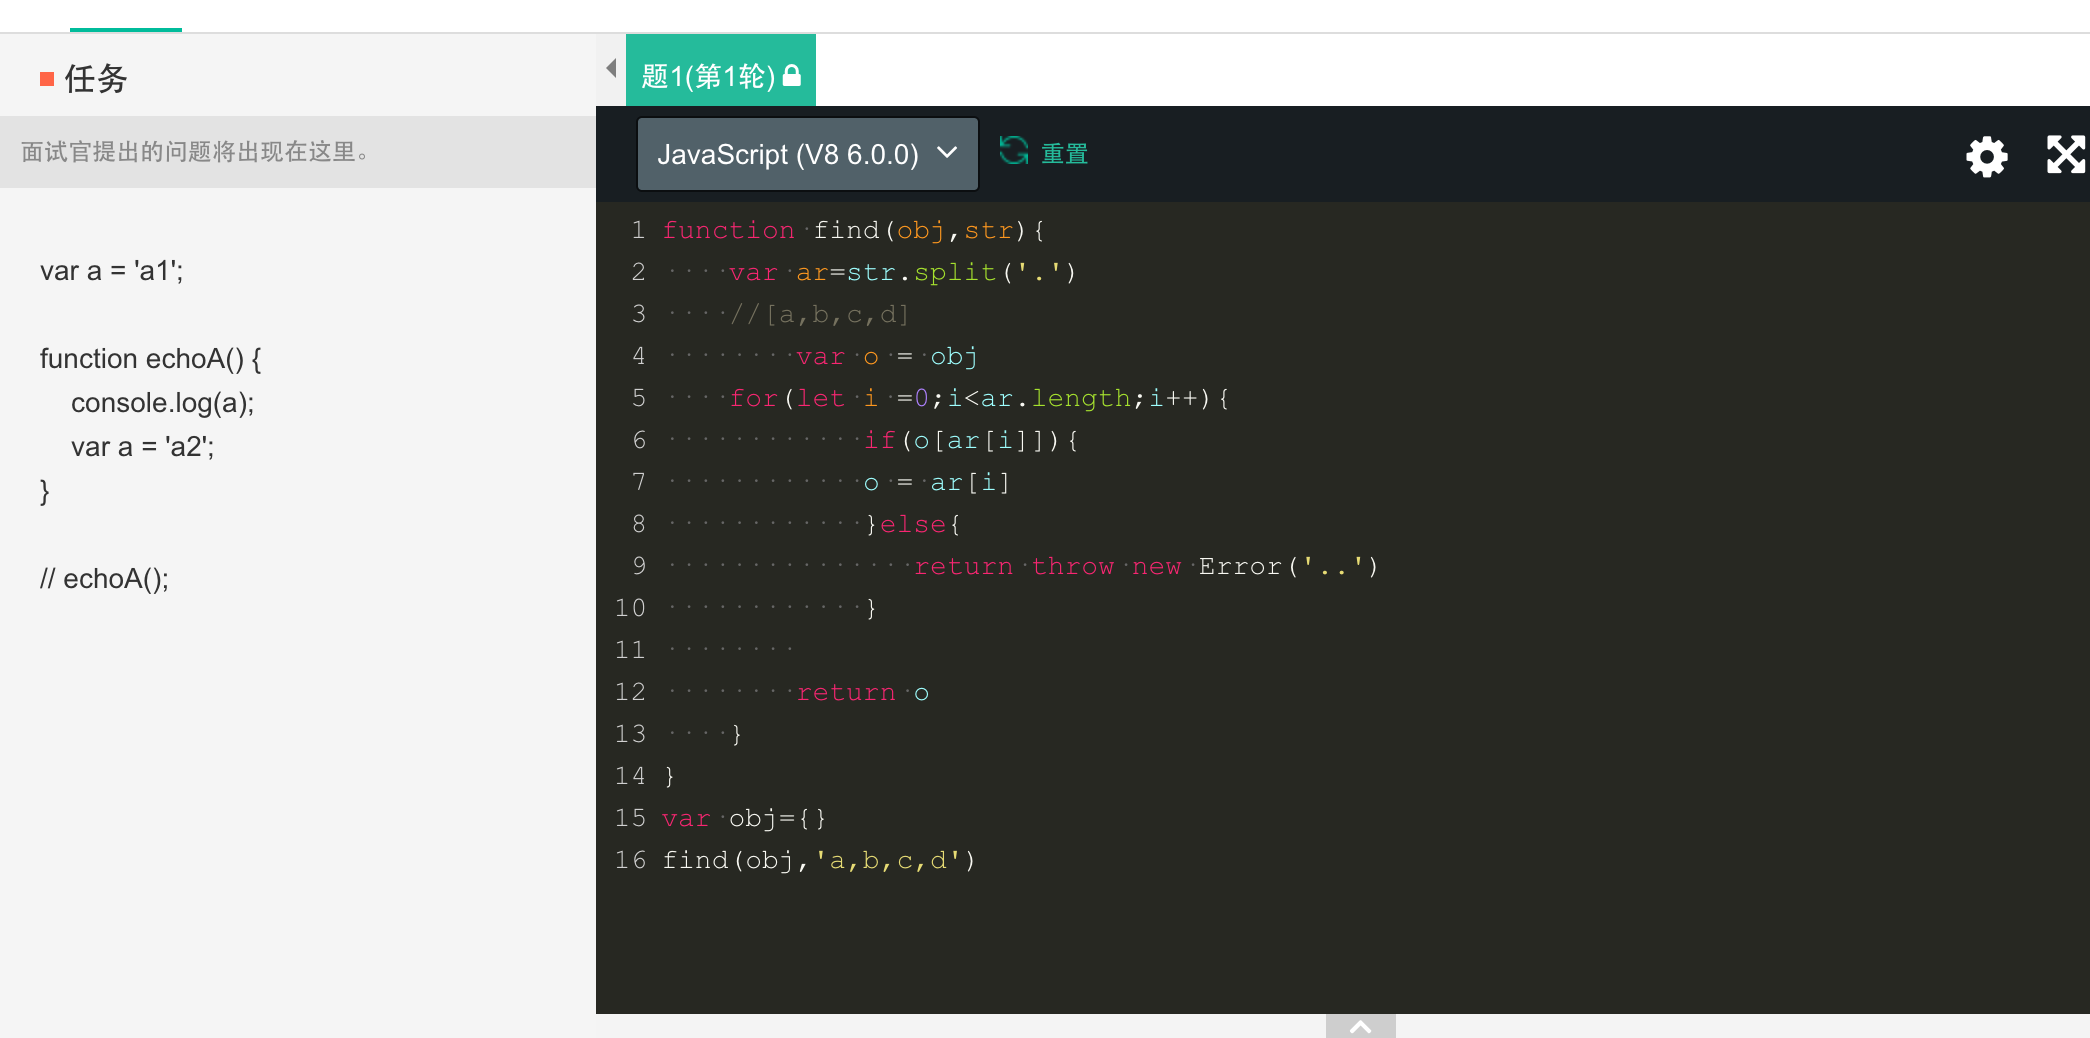 任务
面试官提出的问题将出现在这里。
var a = 'a1';
function echoA() {
    console.log(a);
    var a = 'a2';
}
// echoA();
题1(第1轮)
JavaScript (V8 6.0.0)
重置
1 function find(obj,str){
2     var ar=str.split('.')
3     //[a,b,c,d]
4         var o = obj
5     for(let i =0;i<ar.length;i++){
6             if(o[ar[i]]){
7             o = ar[i]
8             }else{
9                return throw new Error('..')
10             }
11
12         return o
13     }
14 }
15 var obj={}
16 find(obj,'a,b,c,d')